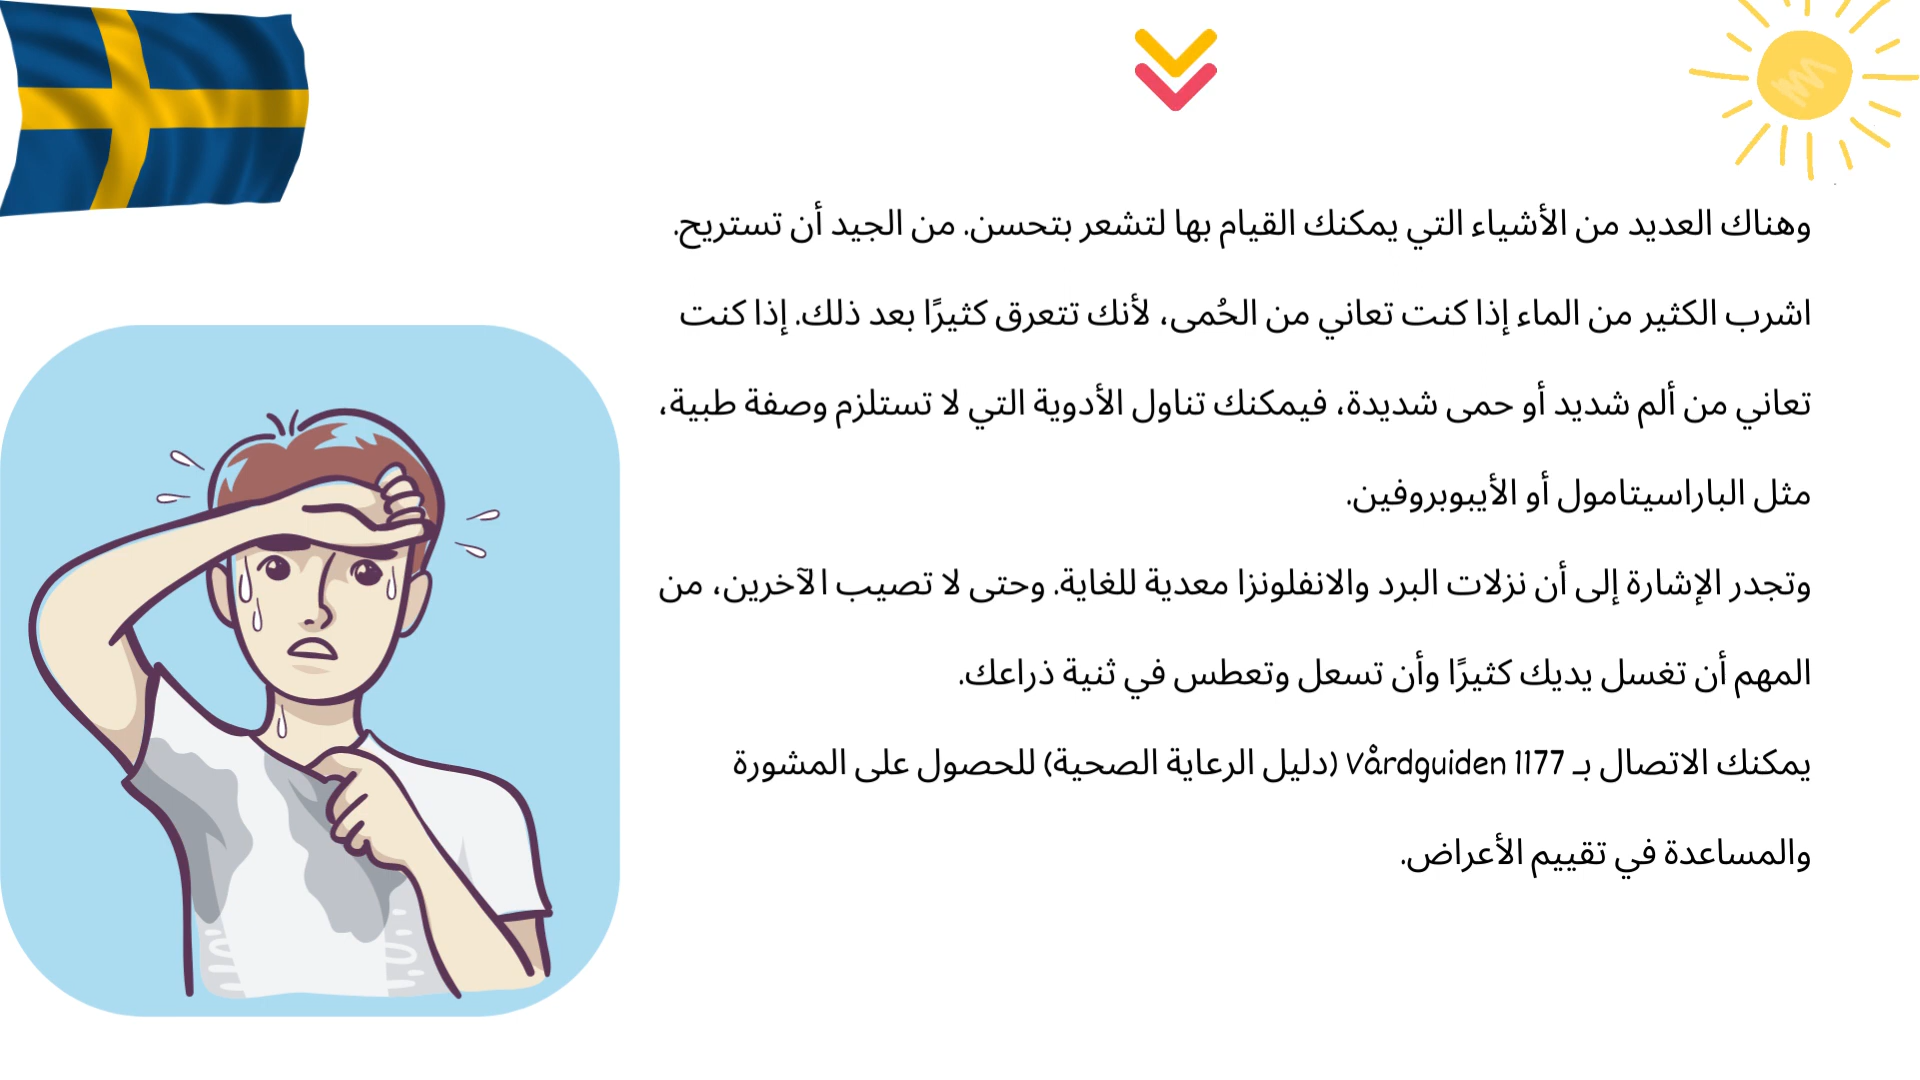 وهناك العديد من الأشياء التي يمكنك القيام بها لتشعر بتحسن. من الجيد أن تستريح.
اشرب الكثير من الماء إذا كنت تعاني من الحُمى، لأنك تتعرق كثيرًا بعد ذلك. إذا كنت
تعاني من ألم شديد أو حمى شديدة، فيمكنك تناول الأدوية التي لا تستلزم وصفة طبية،
مثل الباراسيتامول أو الأيبوبروفين.
وتجدر الإشارة إلى أن نزلات البرد والانفلونزا معدية للغاية. وحتى لا تصيب الآخرين، من
المهم أن تغسل يديك كثيرًا وأن تسعل وتعطس في ثنية ذراعك.
يمكنك الاتصال بـ 1177 Vårdguiden (دليل الرعاية الصحية) للحصول على المشورة
والمساعدة في تقييم الأعراض.